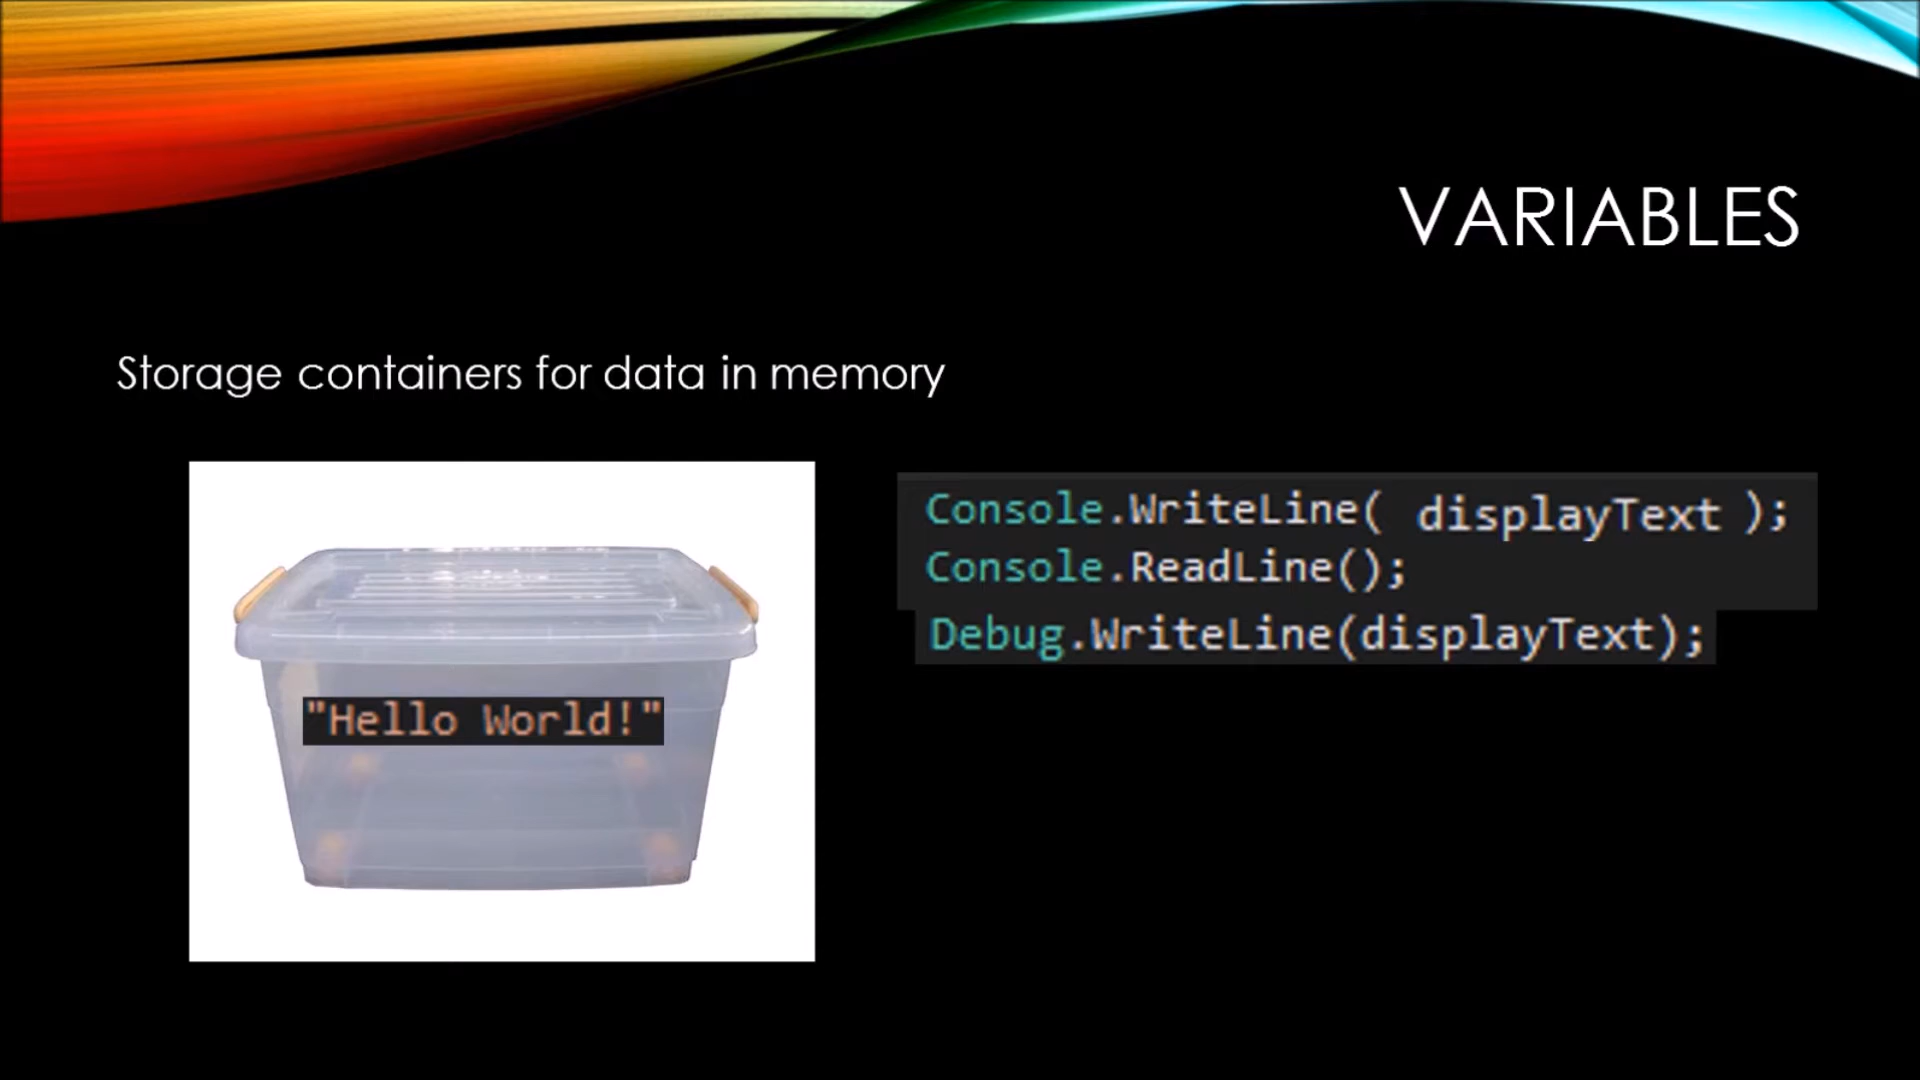 VARIABLES
Storage containers for data in memory
"Hello World!"
Console.WriteLine( displayText );
Console.ReadLine();
Debug.WriteLine(displayText);